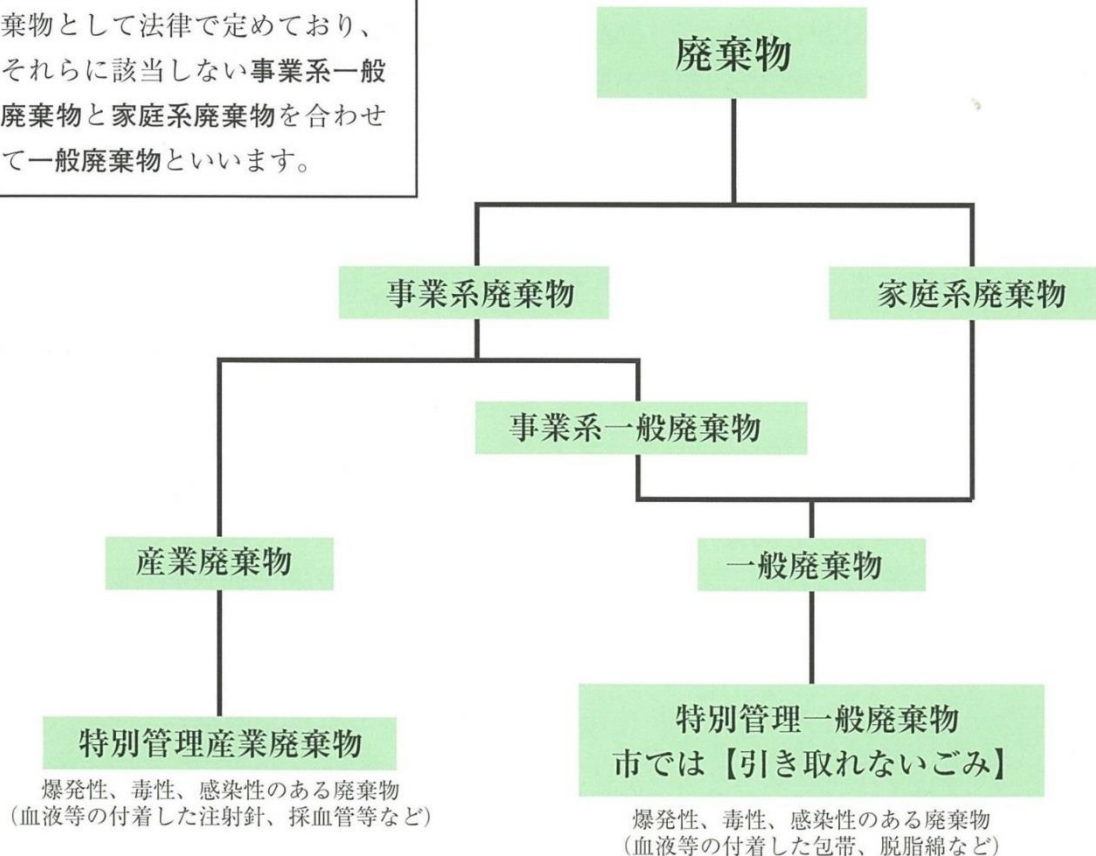 棄物として法律で定めており、
それらに該当しない事業系一般
廃棄物と家庭系廃棄物を合わせ
て一般廃棄物といいます。
廃棄物
事業系廃棄物
家庭系廃棄物
事業系一般廃棄物
産業廃棄物
一般廃棄物
特別管理産業廃棄物
爆発性、毒性、感染性のある廃棄物
（血液等の付着した注射針、採血管等など）
特別管理一般廃棄物
市では【引き取れないごみ】
爆発性、毒性、感染性のある廃棄物
（血液等の付着した包帯、脱脂綿など）